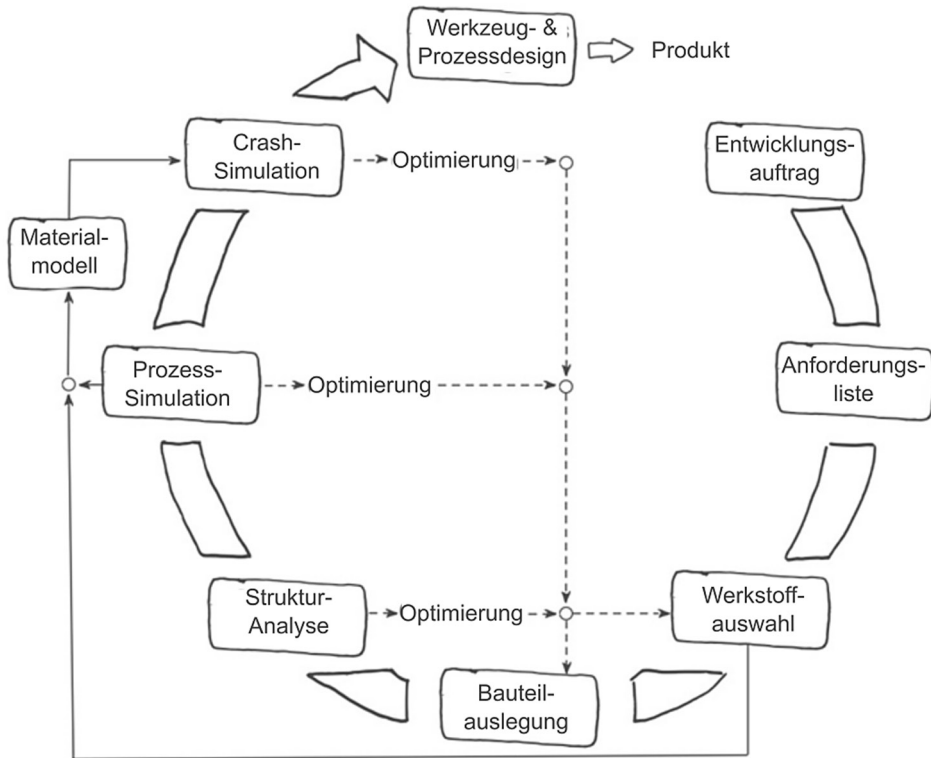 Werkzeug- &
Prozessdesign
Produkt
Crash-
Simulation
Optimierung
Entwicklungs-
auftrag
Material-
modell
Prozess-
Simulation
Optimierung
Anforderungs-
liste
Struktur-
Analyse
Optimierung
Werkstoff-
auswahl
Bauteil-
auslegung